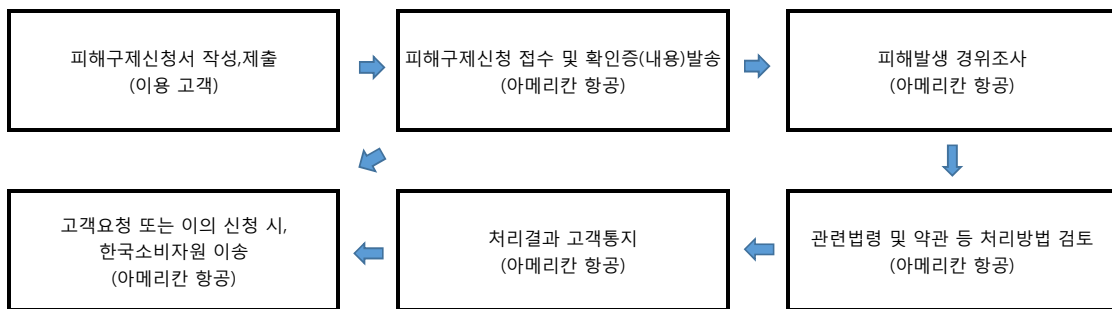 피해구제신청서 작성,제출
(이용 고객)
피해구제신청 접수 및 확인증(내용)발송
(아메리칸 항공)
피해발생 경위조사
(아메리칸 항공)
고객요청 또는 이의 신청 시,
한국소비자원 이송
(아메리칸 항공)
처리결과 고객통지
(아메리칸 항공)
관련법령 및 약관 등 처리방법 검토
(아메리칸 항공)